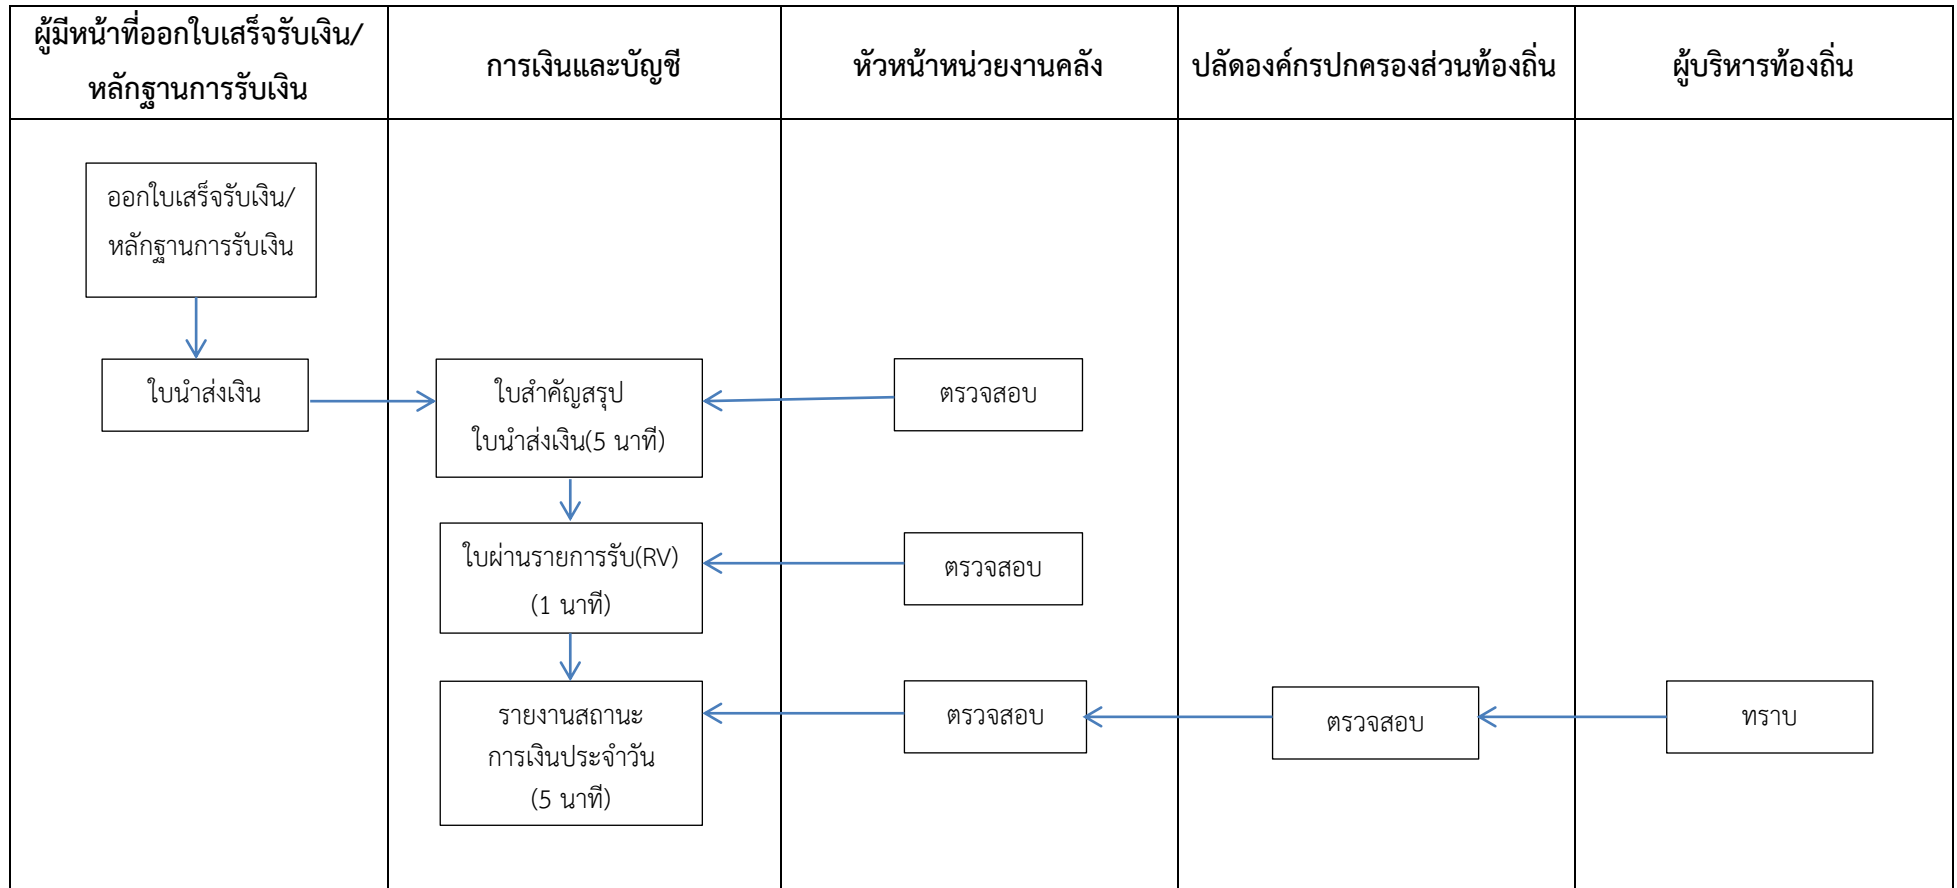 ผู้มีหน้าที่ออกใบเสร็จรับเงิน/
หลักฐานการรับเงิน
การเงินและบัญชี
หัวหน้าหน่วยงานคลัง
ปลัดองค์กรปกครองส่วนท้องถิ่น
ผู้บริหารท้องถิ่น
ออกใบเสร็จรับเงิน/
หลักฐานการรับเงิน
ใบนำส่งเงิน
ใบสำคัญสรุป
ใบนำส่งเงิน(5 นาที)
ตรวจสอบ
ใบผ่านรายการรับ(RV)
(1 นาที)
ตรวจสอบ
รายงานสถานะ
การเงินประจำวัน
(5 นาที)
ตรวจสอบ
ตรวจสอบ
ทราบ